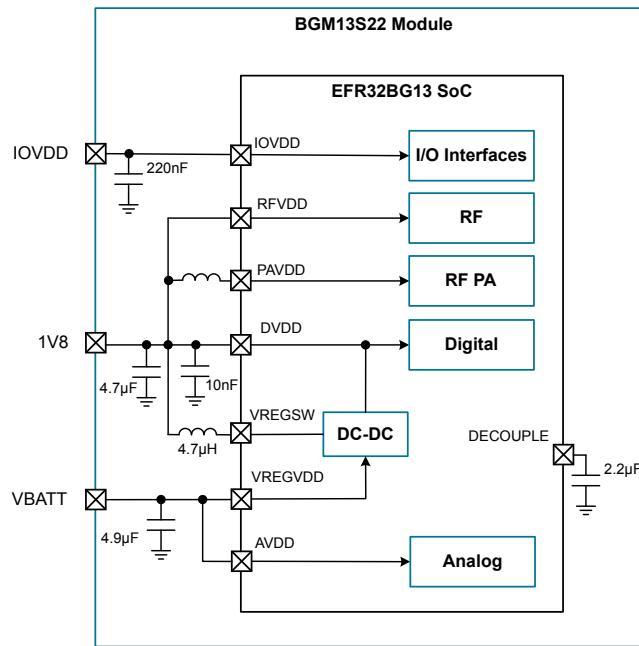 BGM13S22 Module
EFR32BG13 SoC
IOVDD
220nF
IOVDD
I/O Interfaces
RFVDD
RF
PAVDD
RF PA
1V8
4.7µF
10nF
DVDD
Digital
4.7µH
VREGSW
DC-DC
DECOUPLE
2.2µF
VBATT
4.9µF
VREGVDD
AVDD
Analog